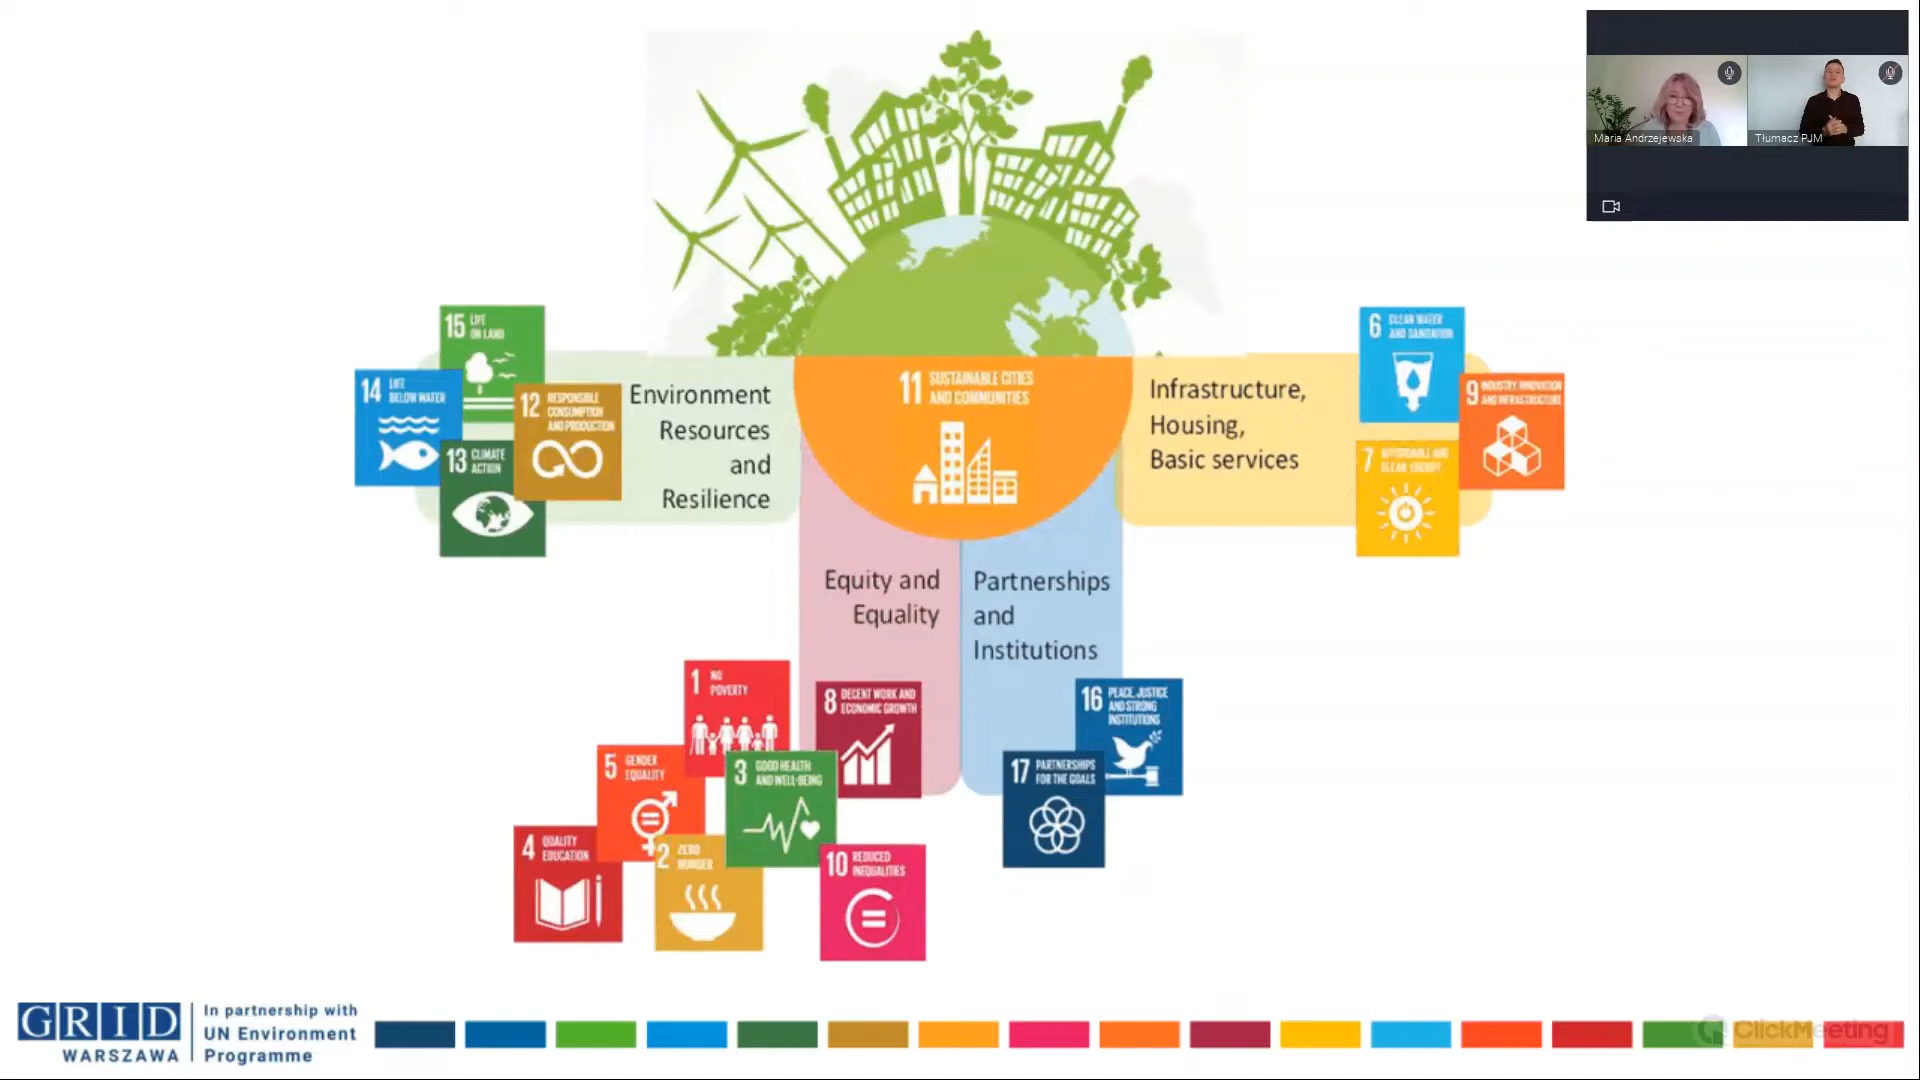 Maria Andrzejewska
Tłumacz PJM
15 LIFE
ON LAND
14 LIFE
BELOW WATER
12 RESPONSIBLE
CONSUMPTION
AND PRODUCTION
13 CLIMATE
ACTION
Environment
Resources
and
Resilience
11 SUSTAINABLE CITIES
AND COMMUNITIES
Infrastructure,
Housing,
Basic services
6 CLEAN WATER
AND SANITATION
9 INDUSTRY, INNOVATION
AND INFRASTRUCTURE
7 AFFORDABLE AND
CLEAN ENERGY
Equity and
Equality
Partnerships
and
Institutions
1 NO
POVERTY
8 DECENT WORK AND
ECONOMIC GROWTH
16 PEACE, JUSTICE
AND STRONG
INSTITUTIONS
5 GENDER
EQUALITY
3 GOOD HEALTH
AND WELL-BEING
17 PARTNERSHIPS
FOR THE GOALS
4 QUALITY
EDUCATION
2 ZERO
HUNGER
10 REDUCED
INEQUALITIES
GRID
WARSZAWA
In partnership with
UN Environment
Programme
ClickMeeting